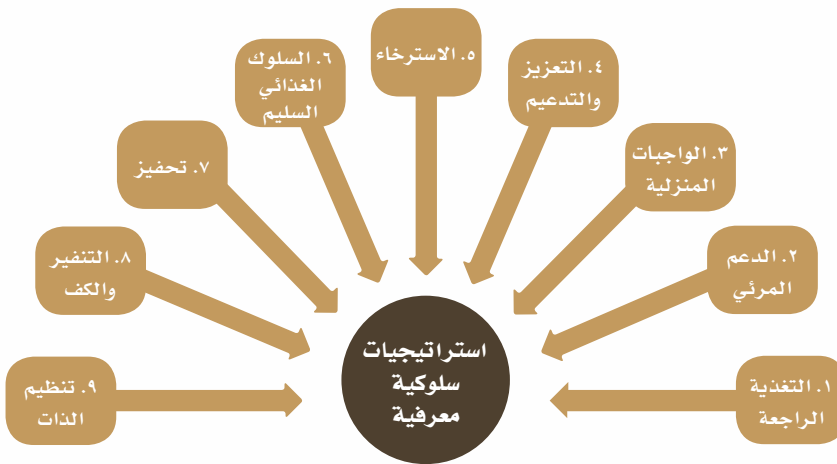 ١. التغذية
الراجعة
٢. الدعم
المرئي
٣. الواجبات
المنزلية
٤. التعزيز
والتدعيم
٥. الاسترخاء
٦. السلوك
الغذائي
السليم
٧. تحفيز
٨. التنفير
والكف
٩. تنظيم
الذات
استراتيجيات
سلوكية
معرفية